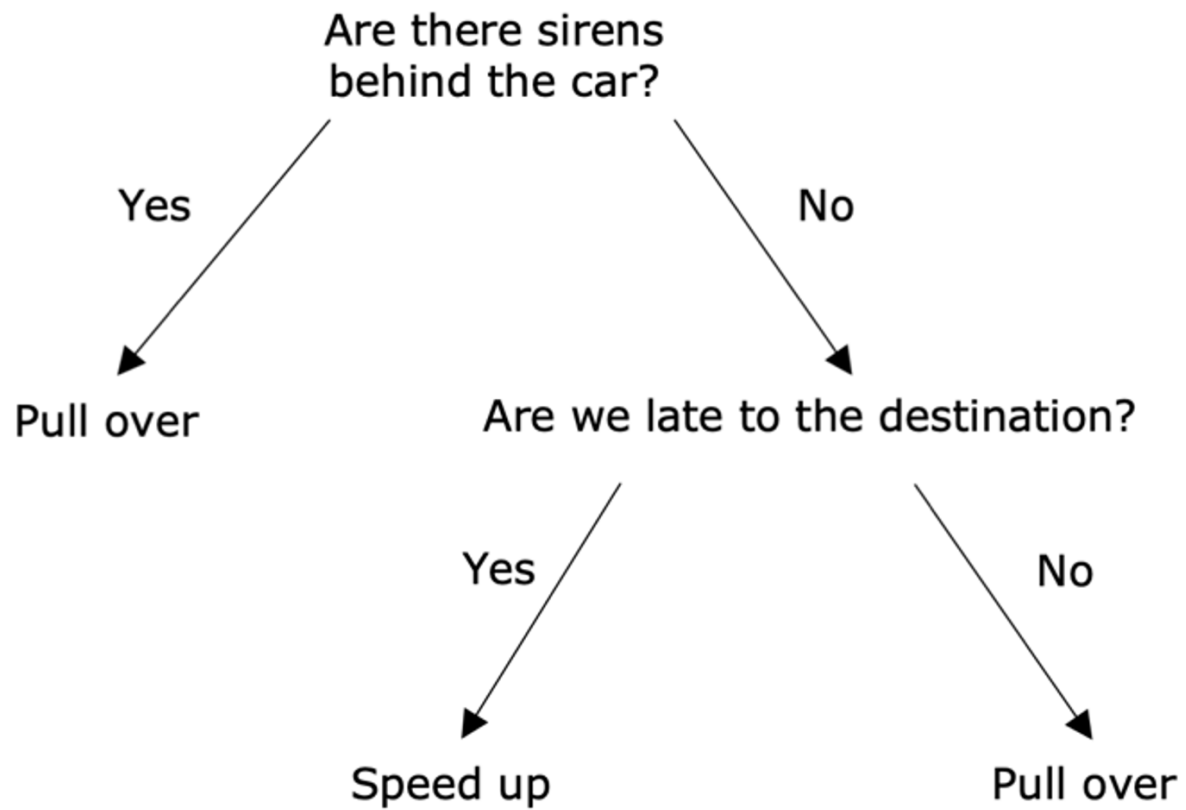 Are there sirens
behind the car?
Yes
No
Pull over
Are we late to the destination?
Yes
No
Speed up
Pull over